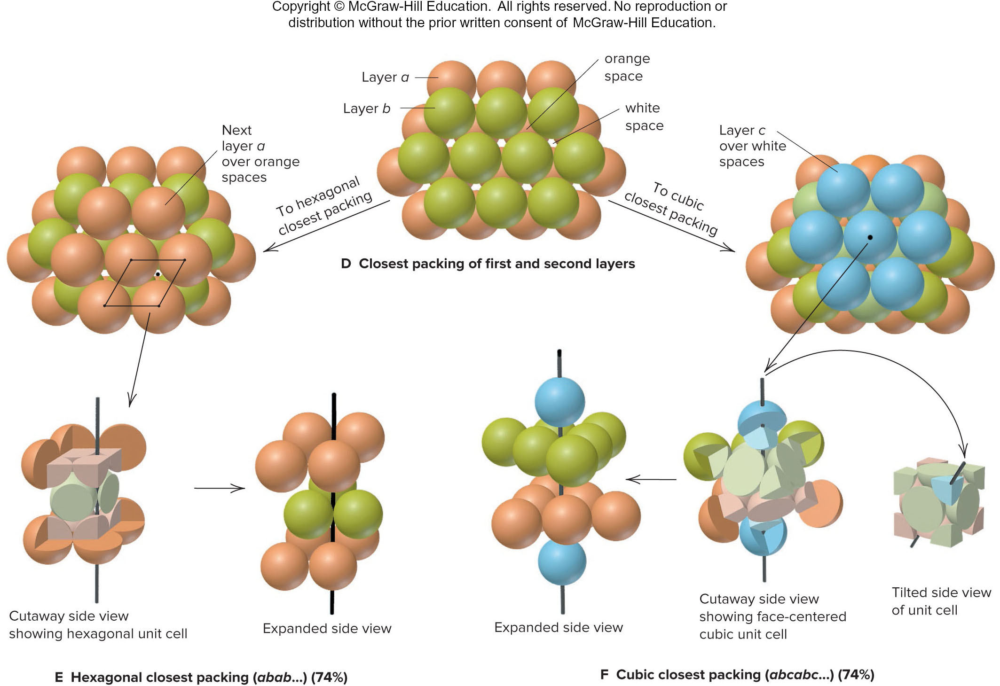 Copyright © McGraw-Hill Education. All rights reserved. No reproduction or
distribution without the prior written consent of McGraw-Hill Education.
Layer a
Layer b
orange
space
white
space
Next
layer a
over orange
spaces
Layer c
over white
spaces
To hexagonal
closest packing
To cubic
closest packing
D Closest packing of first and second layers
Cutaway side view
showing hexagonal unit cell
Expanded side view
Expanded side view
Cutaway side view
showing face-centered
cubic unit cell
Tilted side view
of unit cell
E Hexagonal closest packing (abab...) (74%)
F Cubic closest packing (abcabc...) (74%)